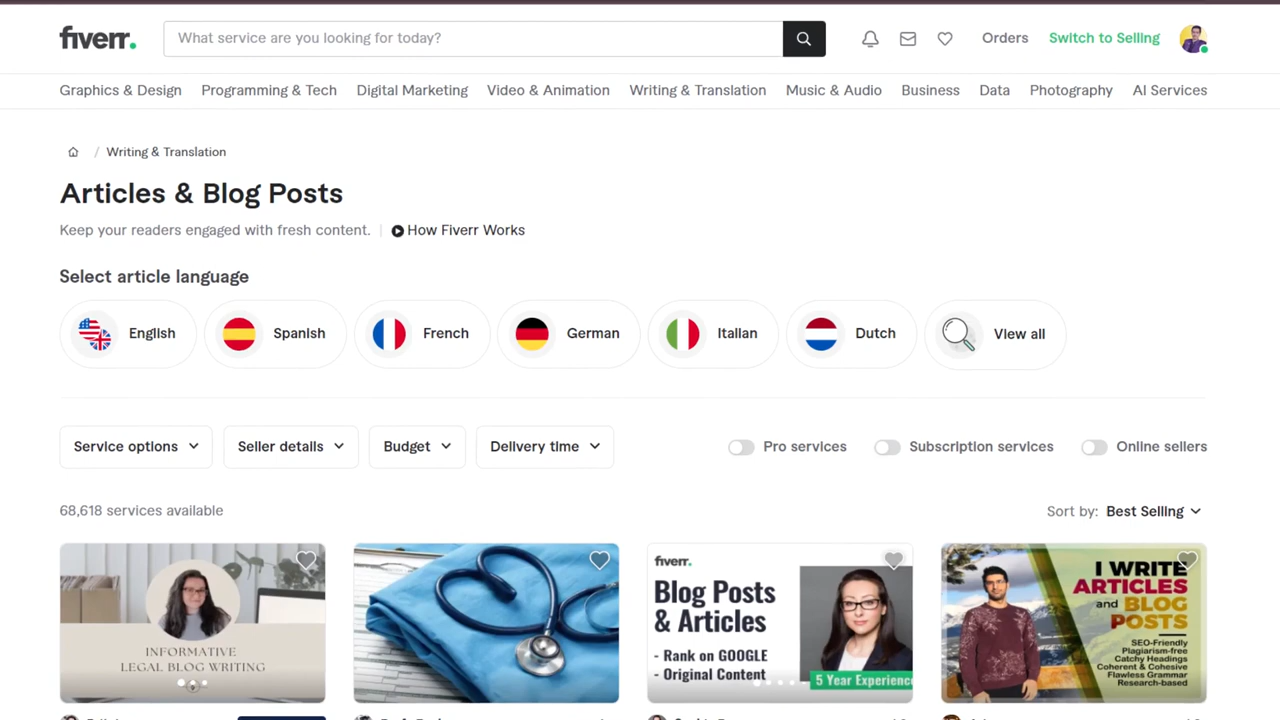 fiverr.
What service are you looking for today?
Orders
Switch to Selling
Graphics & Design
Programming & Tech
Digital Marketing
Video & Animation
Writing & Translation
Music & Audio
Business
Data
Photography
AI Services
/ Writing & Translation
Articles & Blog Posts
Keep your readers engaged with fresh content. | How Fiverr Works
Select article language
English
Spanish
French
German
Italian
Dutch
View all
Service options
Seller details
Budget
Delivery time
Pro services
Subscription services
Online sellers
68,618 services available
Sort by: Best Selling
INFORMATIVE
LEGAL BLOG WRITING
fiverr.
Blog Posts
& Articles
- Rank on GOOGLE
- Original Content
5 Year Experience
I WRITE
ARTICLES
and BLOG
POSTS
SEO-Friendly
Plagiarism-free
Catchy Headings
Coherent & Cohesive
Flawless Grammar
Research-based